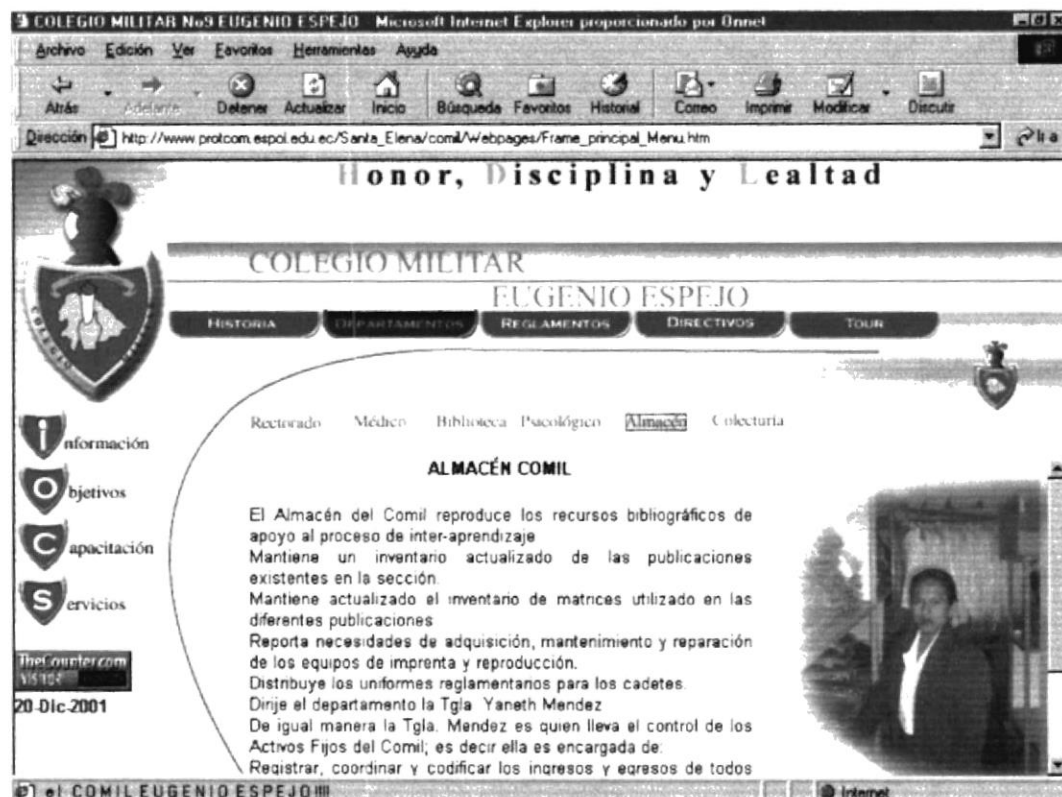 COLEGIO MILITAR No9 EUGENIO ESPEJO - Microsoft Internet Explorer proporcionado por Onnet
Archivo Edición Ver Favoritos Herramientas Ayuda
Atrás Adelante Detener Actualizar Inicio Búsqueda Favoritos Historial Correo Imprimir Modificar Discutir
Dirección http://www.protcom.espol.edu.ec/Santa_Elena/comil/Webpages/Frame_principal_Menu.htm Ir a
Honor, Disciplina y Lealtad
COLEGIO MILITAR
EUGENIO ESPEJO
HISTORIA DEPARTAMENTOS REGLAMENTOS DIRECTIVOS TOUR
COLEGIO MILITAR
Rectorado Médico Biblioteca Psicológico Almacén Colecturía
Información
Objetivos
Capacitación
Servicios
TheCounter.com
VISITOR
20-Dic-2001
ALMACÉN COMIL
El Almacén del Comil reproduce los recursos bibliográficos de
apoyo al proceso de inter-aprendizaje
Mantiene un inventario actualizado de las publicaciones
existentes en la sección.
Mantiene actualizado el inventario de matrices utilizado en las
diferentes publicaciones
Reporta necesidades de adquisición, mantenimiento y reparación
de los equipos de imprenta y reproducción.
Distribuye los uniformes reglamentarios para los cadetes.
Dirije el departamento la Tgla Yaneth Mendez
De igual manera la Tgla. Mendez es quien lleva el control de los
Activos Fijos del Comil; es decir ella es encargada de:
Registrar, coordinar y codificar los ingresos y egresos de todos
el COMIL EUGENIO ESPEJO!!!! Internet